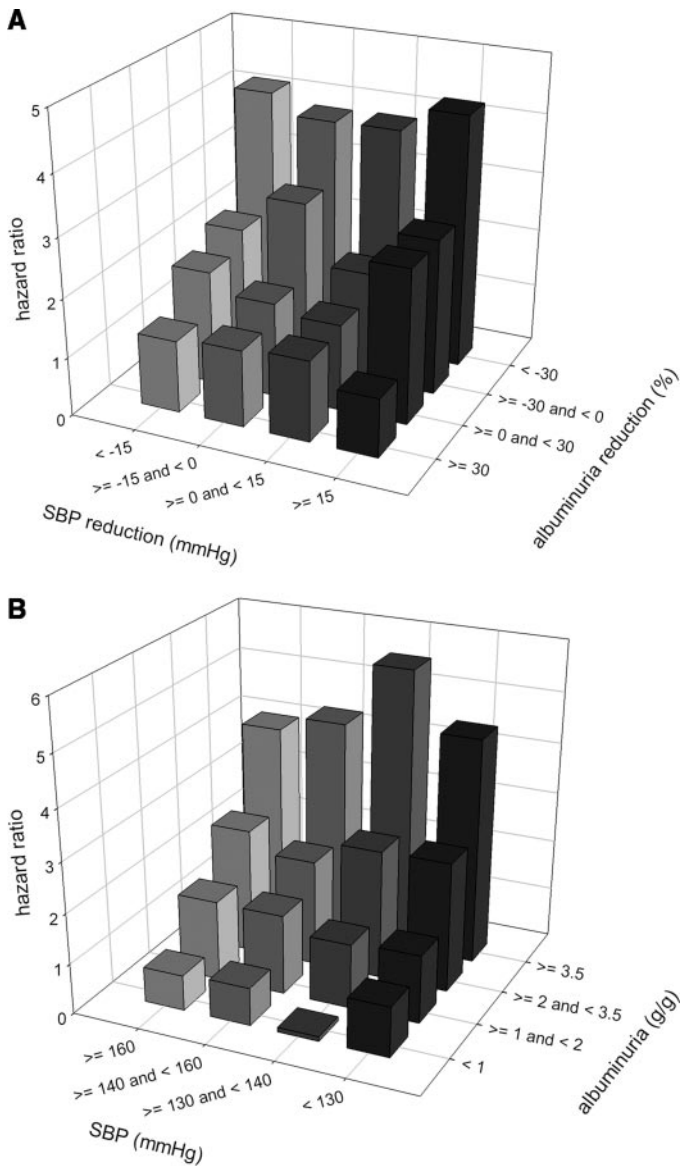 A
5
4
3
2
1
0
hazard ratio
< -15
>= -15 and < 0
>= 0 and < 15
>= 15
SBP reduction (mmHg)
< -30
>= -30 and < 0
>= 0 and < 30
>= 30
albuminuria reduction (%)
B
6
5
4
3
2
1
0
hazard ratio
>= 160
>= 140 and < 160
>= 130 and < 140
< 130
SBP (mmHg)
>= 3.5
>= 2 and < 3.5
>= 1 and < 2
< 1
albuminuria (g/g)